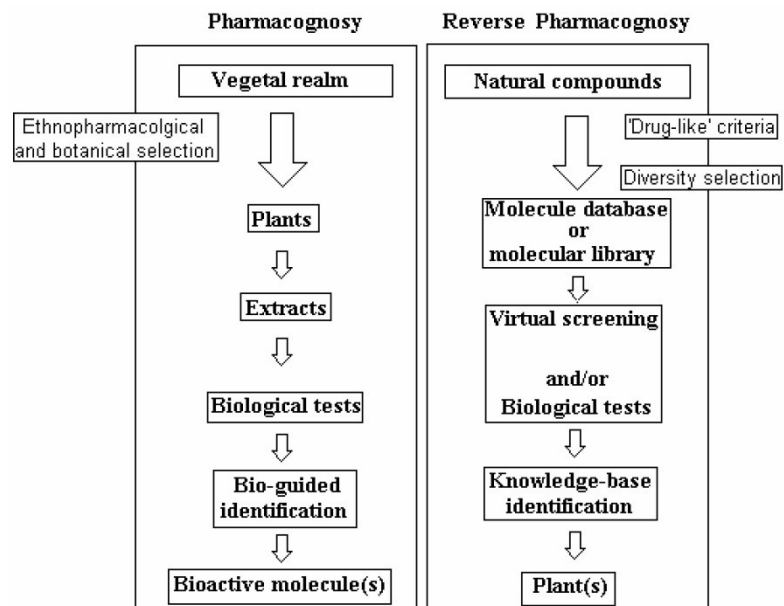 Pharmacognosy
Vegetal realm
Ethnopharmacolgical
and botanical selection
Plants
Extracts
Biological tests
Bio-guided
identification
Bioactive molecule(s)
Reverse Pharmacognosy
Natural compounds
'Drug-like' criteria
Diversity selection
Molecule database
or
molecular library
Virtual screening
and/or
Biological tests
Knowledge-base
identification
Plant(s)